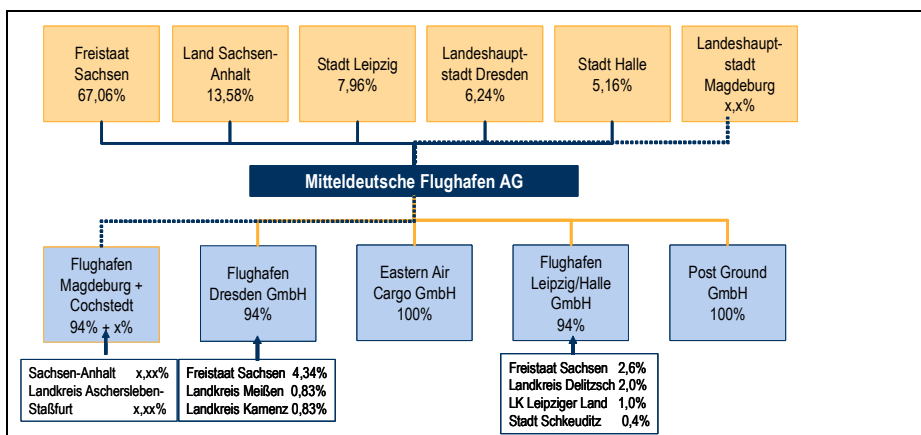 Freistaat
Sachsen
67,06%
Land Sachsen-
Anhalt
13,58%
Stadt Leipzig
7,96%
Landeshaupt-
stadt Dresden
6,24%
Stadt Halle
5,16%
Landeshaupt-
stadt
Magdeburg
x,x%
Mitteldeutsche Flughafen AG
Flughafen
Magdeburg +
Cochstedt
94% + x%
Flughafen
Dresden GmbH
94%
Eastern Air
Cargo GmbH
100%
Flughafen
Leipzig/Halle
GmbH
94%
Post Ground
GmbH
100%
Sachsen-Anhalt x,xx%
Landkreis Aschersleben-
Staßfurt x,xx%
Freistaat Sachsen 4,34%
Landkreis Meißen 0,83%
Landkreis Kamenz 0,83%
Freistaat Sachsen 2,6%
Landkreis Delitzsch 2,0%
LK Leipziger Land 1,0%
Stadt Schkeuditz 0,4%